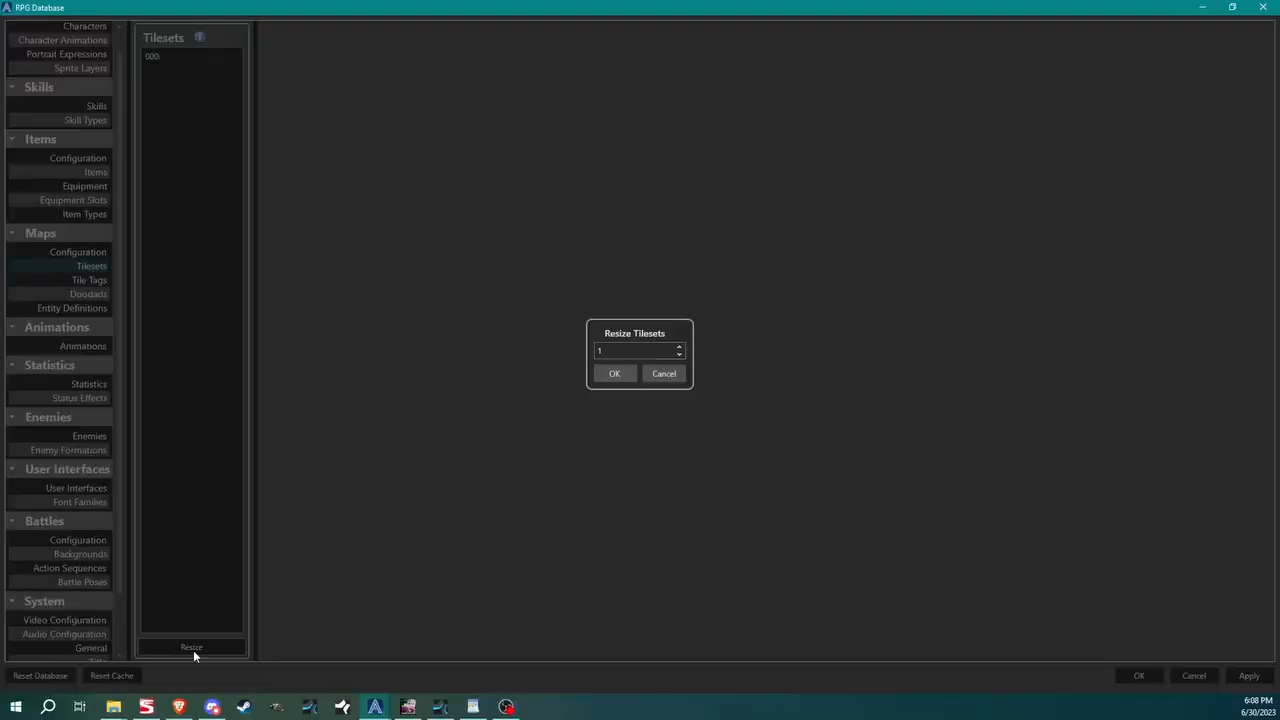 RPG Database
Characters
Character Animations
Portrait Expressions
Sprite Layers
Skills
Skills
Skill Types
Items
Configuration
Items
Equipment
Equipment Slots
Item Types
Maps
Configuration
Tilesets
Tile Tags
Doodads
Entity Definitions
Animations
Animations
Statistics
Statistics
Status Effects
Enemies
Enemies
Enemy Formations
User Interfaces
User Interfaces
Font Families
Battles
Configuration
Backgrounds
Action Sequences
Battle Poses
System
Video Configuration
Audio Configuration
General
Tilesets
000:
Resize
Resize Tilesets
1
OK Cancel
Reset Database Reset Cache
OK Cancel Apply
6:08 PM
6/30/2023